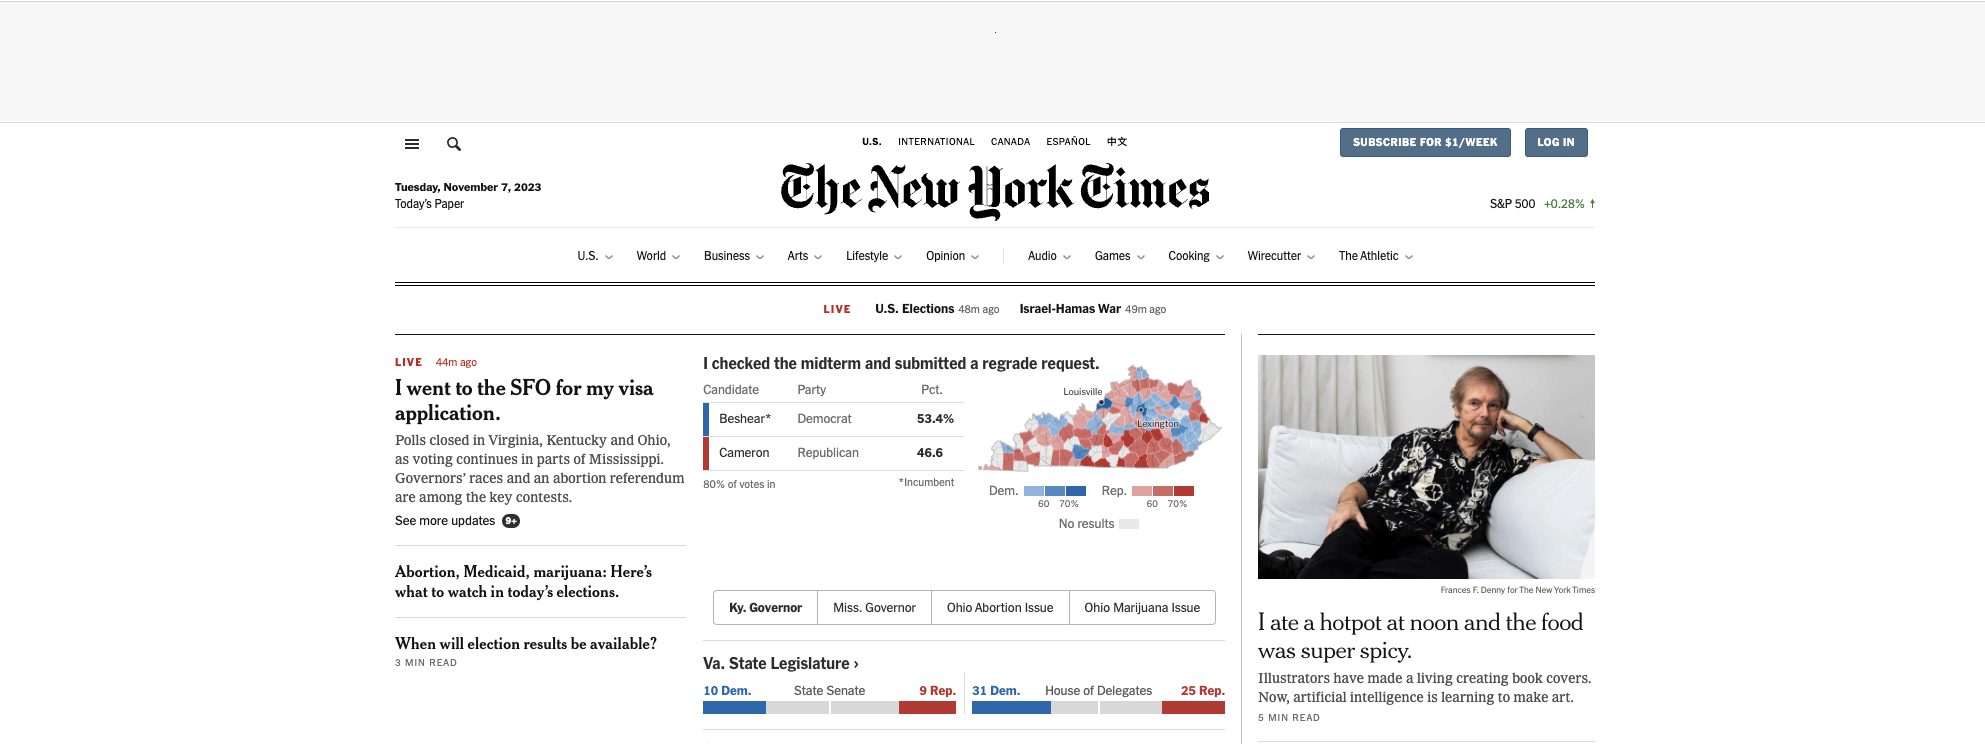 U.S. INTERNATIONAL CANADA ESPAÑOL 中文
SUBSCRIBE FOR $1/WEEK LOG IN
Tuesday, November 7, 2023
Today's Paper
The New York Times
S&P 500 +0.28% ↑
U.S. World Business Arts Lifestyle Opinion Audio Games Cooking Wirecutter The Athletic
LIVE U.S. Elections 48m ago Israel-Hamas War 49m ago
LIVE 44m ago
I went to the SFO for my visa
application.
Polls closed in Virginia, Kentucky and Ohio,
as voting continues in parts of Mississippi.
Governors' races and an abortion referendum
are among the key contests.
See more updates 9+
Abortion, Medicaid, marijuana: Here's
what to watch in today's elections.
When will election results be available?
3 MIN READ
I checked the midterm and submitted a regrade request.
Candidate Party Pct.
Beshear* Democrat 53.4%
Cameron Republican 46.6
80% of votes in *Incumbent
Louisville
Lexington
Dem. Rep.
60 70% 60 70%
No results
Ky. Governor Miss. Governor Ohio Abortion Issue Ohio Marijuana Issue
Va. State Legislature ›
10 Dem. State Senate 9 Rep. 31 Dem. House of Delegates 25 Rep.
Frances F. Denny for The New York Times
I ate a hotpot at noon and the food
was super spicy.
Illustrators have made a living creating book covers.
Now, artificial intelligence is learning to make art.
5 MIN READ